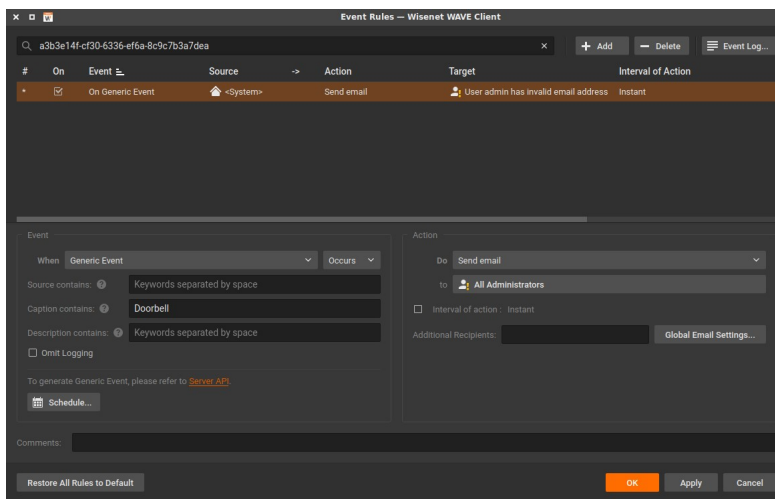 Event Rules — Wisenet WAVE Client
a3b3e14f-cf30-6336-ef6a-8c9c7b3a7dea × + Add − Delete Event Log...
# On Event Source -> Action Target Interval of Action
* On Generic Event <System> Send email User admin has invalid email address Instant
Event
When Generic Event Occurs
Source contains: ? Keywords separated by space
Caption contains: ? Doorbell
Description contains: ? Keywords separated by space
Omit Logging
To generate Generic Event, please refer to Server API.
Schedule...
Action
Do Send email
to All Administrators
Interval of action : Instant
Additional Recipients: Global Email Settings...
Comments:
Restore All Rules to Default OK Apply Cancel